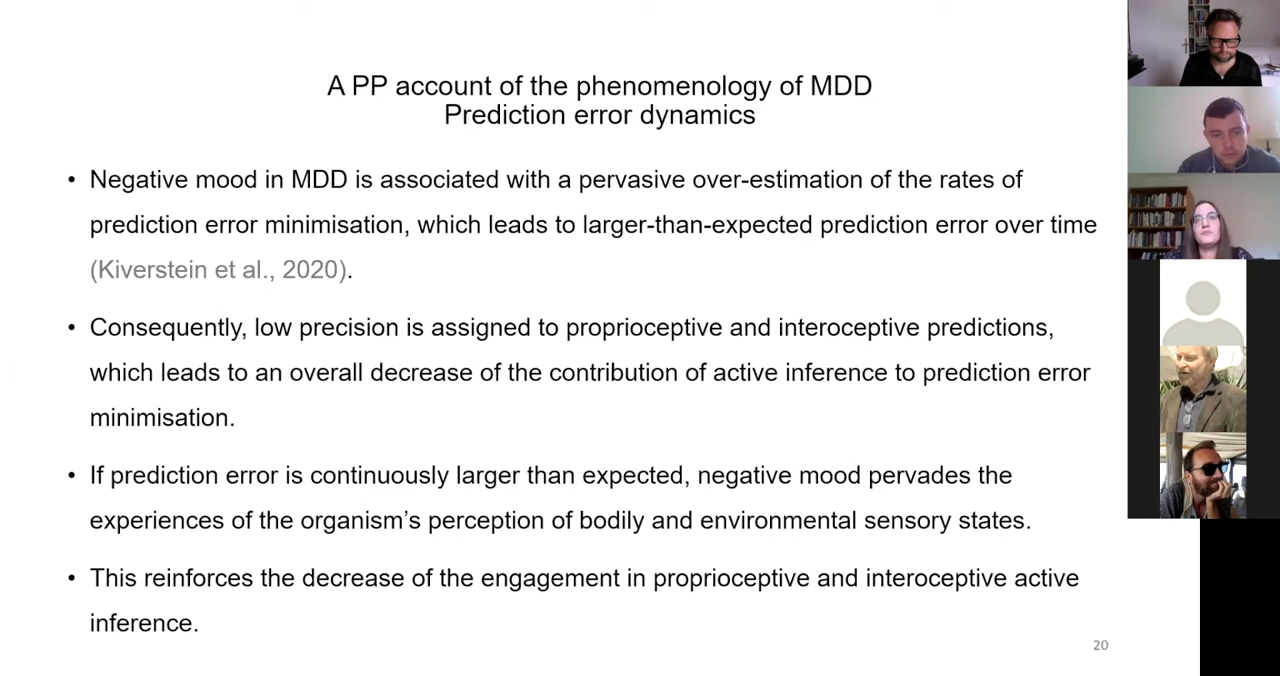 A PP account of the phenomenology of MDD
Prediction error dynamics
• Negative mood in MDD is associated with a pervasive over-estimation of the rates of
prediction error minimisation, which leads to larger-than-expected prediction error over time
(Kiverstein et al., 2020).
• Consequently, low precision is assigned to proprioceptive and interoceptive predictions,
which leads to an overall decrease of the contribution of active inference to prediction error
minimisation.
• If prediction error is continuously larger than expected, negative mood pervades the
experiences of the organism’s perception of bodily and environmental sensory states.
• This reinforces the decrease of the engagement in proprioceptive and interoceptive active
inference.
20